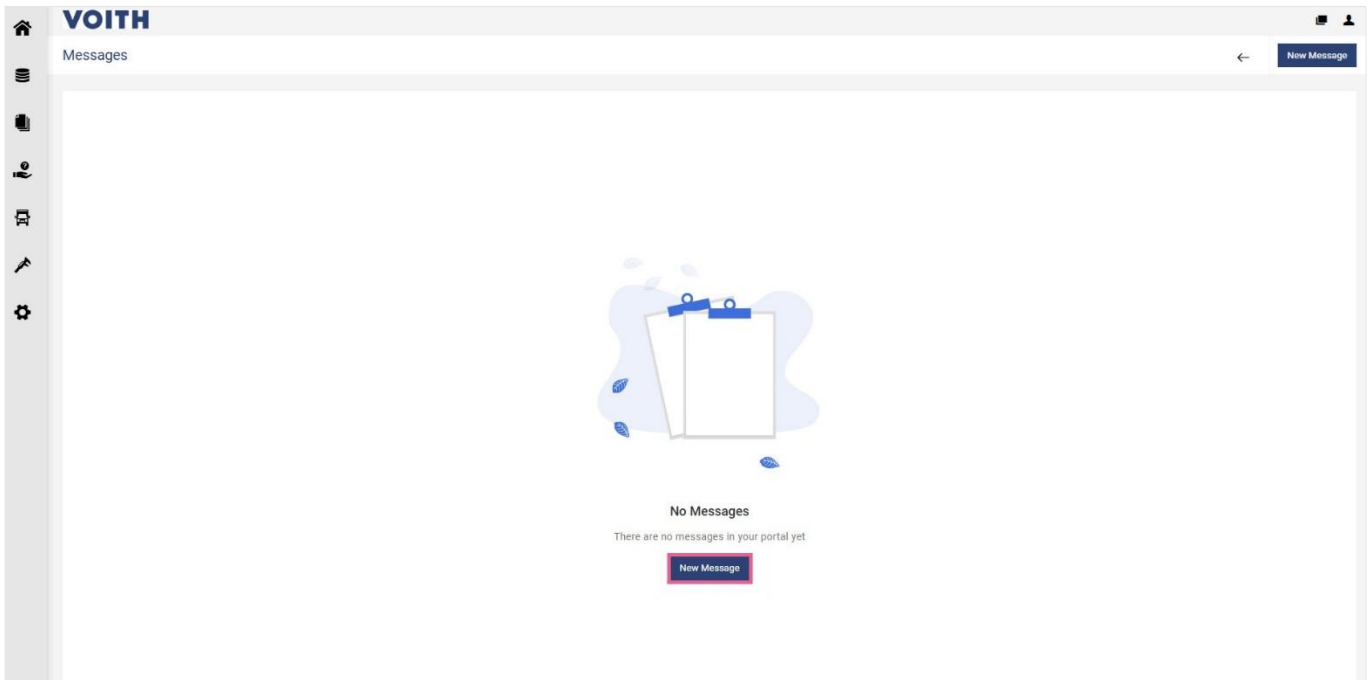 VOITH
Messages
New Message
No Messages
There are no messages in your portal yet
New Message